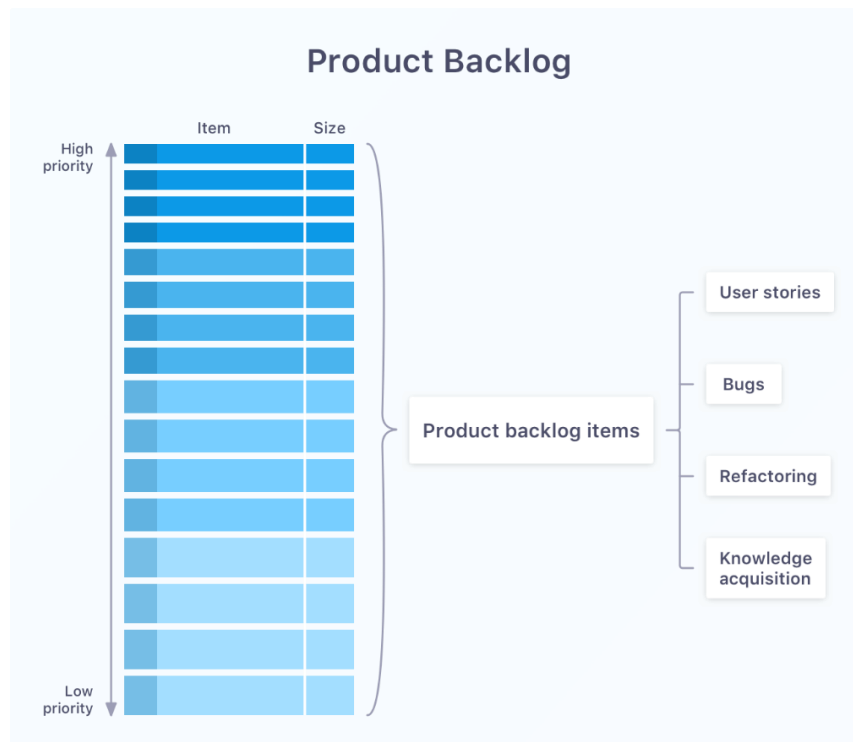 Product Backlog
Item
Size
High
priority
User stories
Bugs
Product backlog items
Refactoring
Knowledge
acquisition
Low
priority